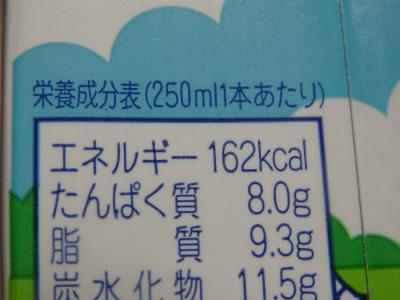 栄養成分表(250ml1本あたり)
エネルギー 162kcal
たんぱく質 8.0g
脂質 9.3g
炭水化物 11.5g